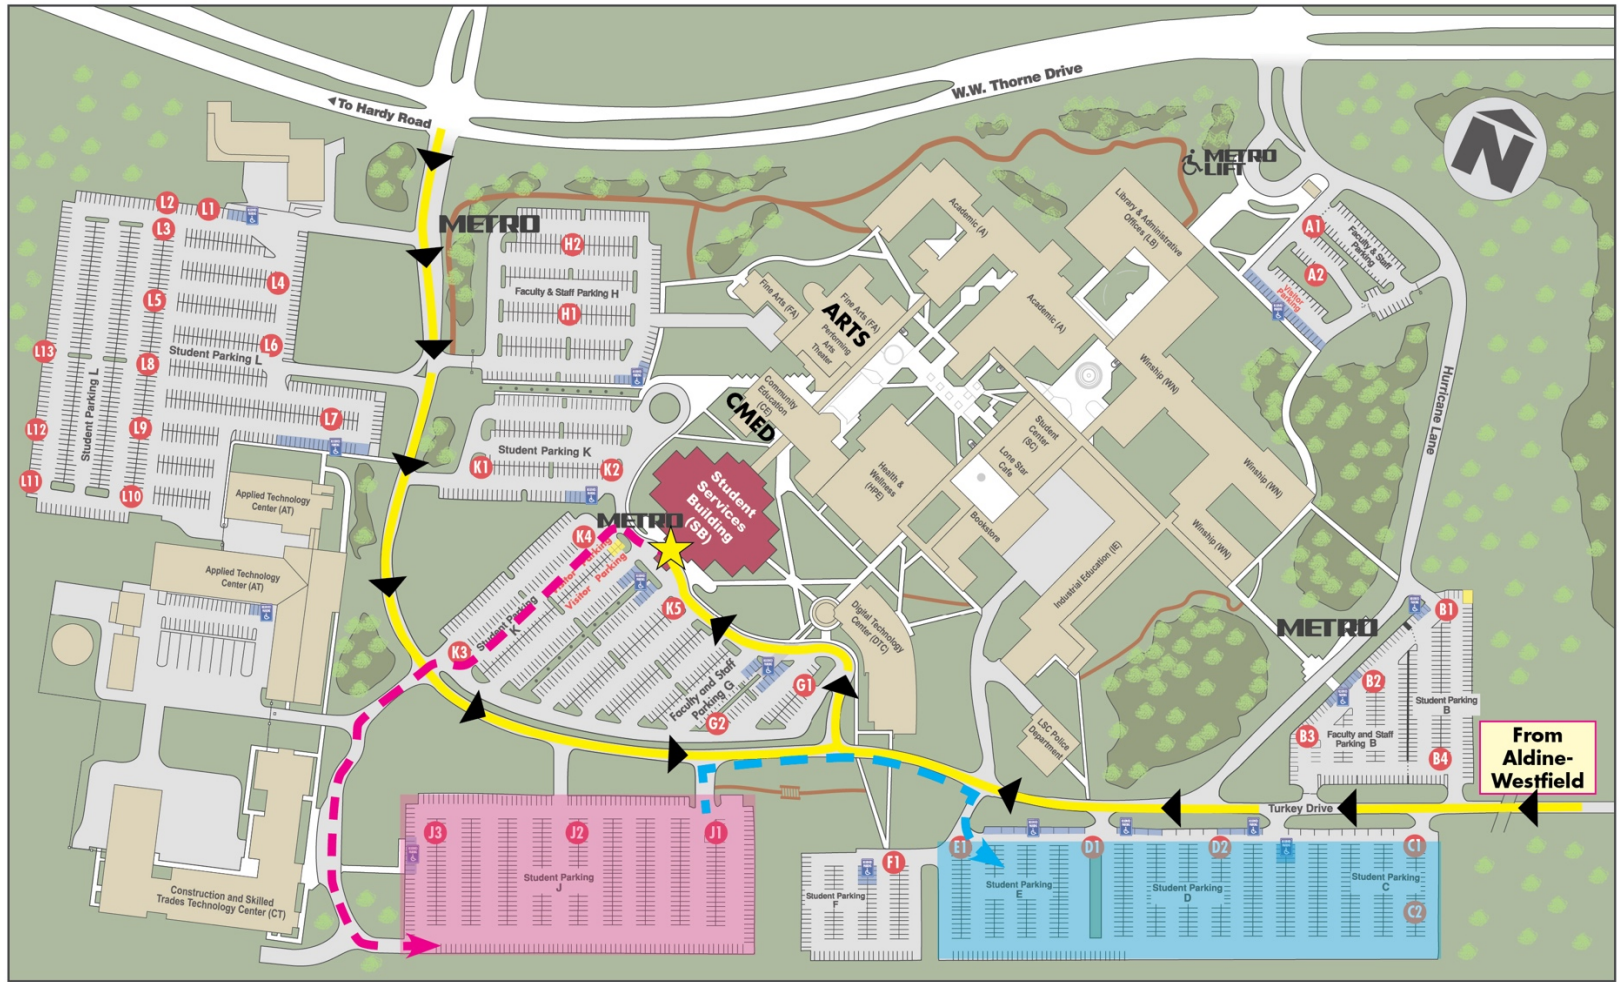 W.W. Thorne Drive
To Hardy Road
METRO
LIFT
METRO
N
L2
L1
L3
L4
L5
L6
L13
Student Parking L
L8
L7
L12
Student Parking L
L9
L11
L10
H2
Faculty & Staff Parking H
H1
Student Parking K
K1
K2
Academic (A)
Library & Administrative
Offices (LB)
A1
Faculty & Staff
Parking
A2
Visitor
Parking
Fine Arts (FA)
Fine Arts (FA)
Performing
Arts
Theater
ARTS
Academic (A)
Winship (WN)
Hurricane Lane
Community
Education
(CE)
CMED
Student
Center
(SC)
Lone Star
Cafe
Health &
Wellness
(HPE)
Bookstore
Winship (WN)
Winship (WN)
Industrial Education (IE)
Student
Services
Building
(SB)
METRO
Applied Technology
Center (AT)
Applied Technology
Center (AT)
K4
Visitor Parking
Visitor
Parking
Student Parking
K
K3
K5
Faculty and Staff
Parking G
G1
G2
Digital Technology
Center (DTC)
METRO
B1
B2
Student Parking
B
B3
Faculty and Staff
Parking B
B4
LSC Police
Department
From
Aldine-
Westfield
Turkey Drive
J3
J2
J1
Student Parking
J
F1
Student Parking
F
E1
Student Parking
E
D1
D2
Student Parking
D
C1
Student Parking
C
C2
Construction and Skilled
Trades Technology Center (CT)